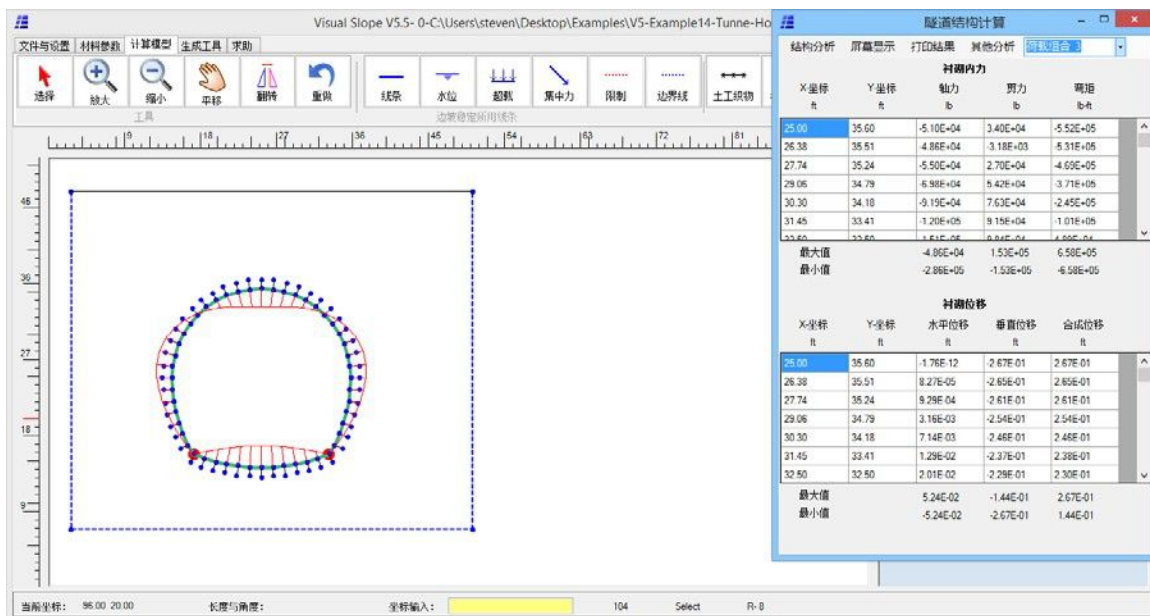 Visual Slope V5.5- 0-C:\Users\steven\Desktop\Examples\V5-Example14-Tunne-Ho
文件与设置 材料参数 计算模型 生成工具 求助
选择 放大 缩小 平移 翻转 重做 线条 水位 超载 集中力 限制 边界线 土工织物
工具 边坡稳定所用线条
9 18 27 36 45 54 63 72 81
45
36
27
18
9
当前坐标: 96.00 20.00 长度与角度: 坐标输入: 104 Select R- 8
隧道结构计算
结构分析 屏幕显示 打印结果 其他分析 荷载组合 3
衬砌内力
X-坐标 Y-坐标 轴力 剪力 弯矩
ft ft lb lb lb-ft
25.00 35.60 -5.10E+04 3.40E+04 -5.52E+05
26.38 35.51 -4.86E+04 -3.18E+03 -5.31E+05
27.74 35.24 -5.50E+04 2.70E+04 -4.69E+05
29.06 34.79 -6.98E+04 5.42E+04 -3.71E+05
30.30 34.18 -9.19E+04 7.63E+04 -2.45E+05
31.45 33.41 -1.20E+05 9.15E+04 -1.01E+05
最大值 -4.86E+04 1.53E+05 6.58E+05
最小值 -2.86E+05 -1.53E+05 -6.58E+05
衬砌位移
X-坐标 Y-坐标 水平位移 垂直位移 合成位移
ft ft ft ft ft
25.00 35.60 -1.76E-12 -2.67E-01 2.67E-01
26.38 35.51 8.27E-05 -2.65E-01 2.65E-01
27.74 35.24 9.29E-04 -2.61E-01 2.61E-01
29.06 34.79 3.16E-03 -2.54E-01 2.54E-01
30.30 34.18 7.14E-03 -2.46E-01 2.46E-01
31.45 33.41 1.29E-02 -2.37E-01 2.38E-01
32.50 32.50 2.01E-02 -2.29E-01 2.30E-01
最大值 5.24E-02 -1.44E-01 2.67E-01
最小值 -5.24E-02 -2.67E-01 1.44E-01